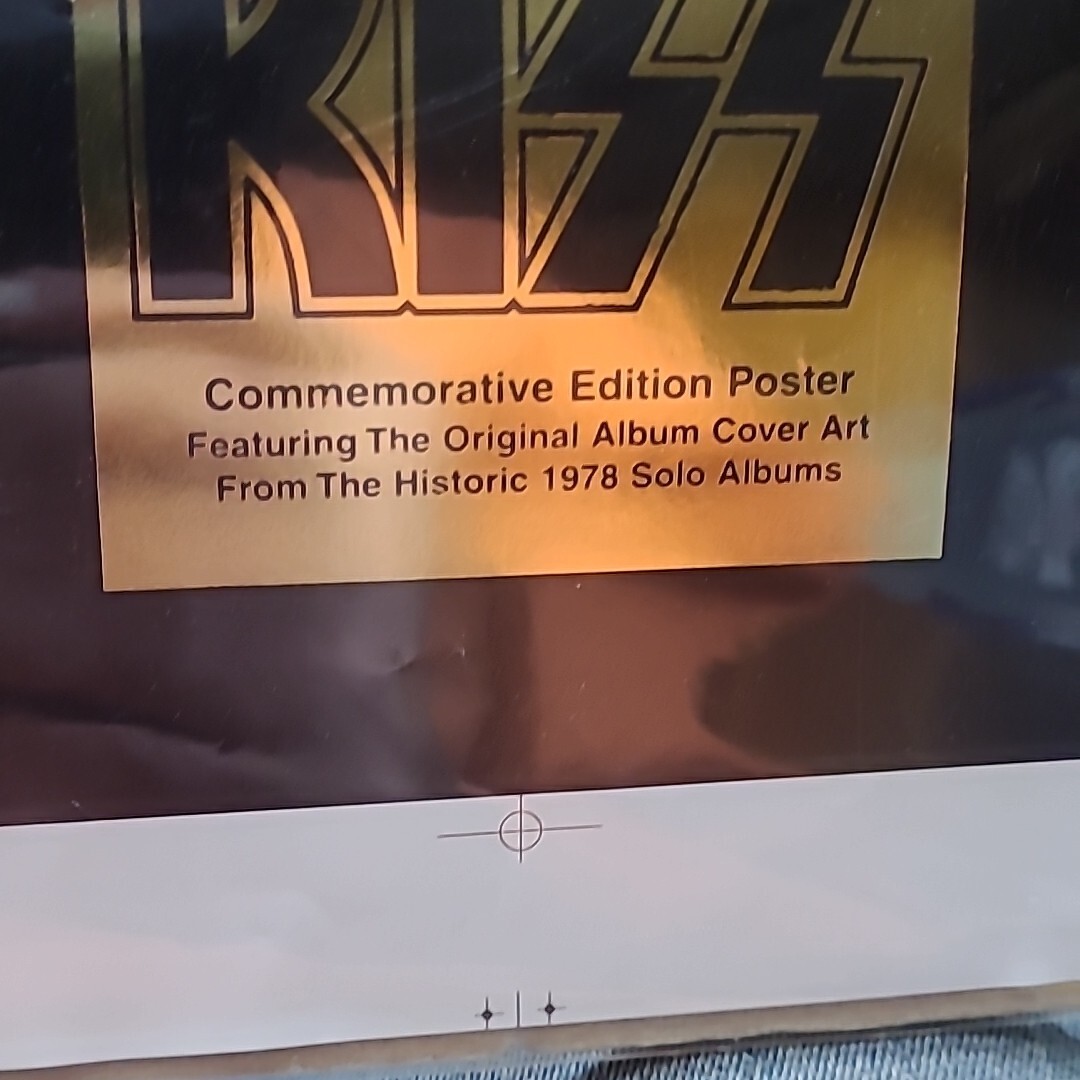 KISS
Commemorative Edition Poster
Featuring The Original Album Cover Art
From The Historic 1978 Solo Albums